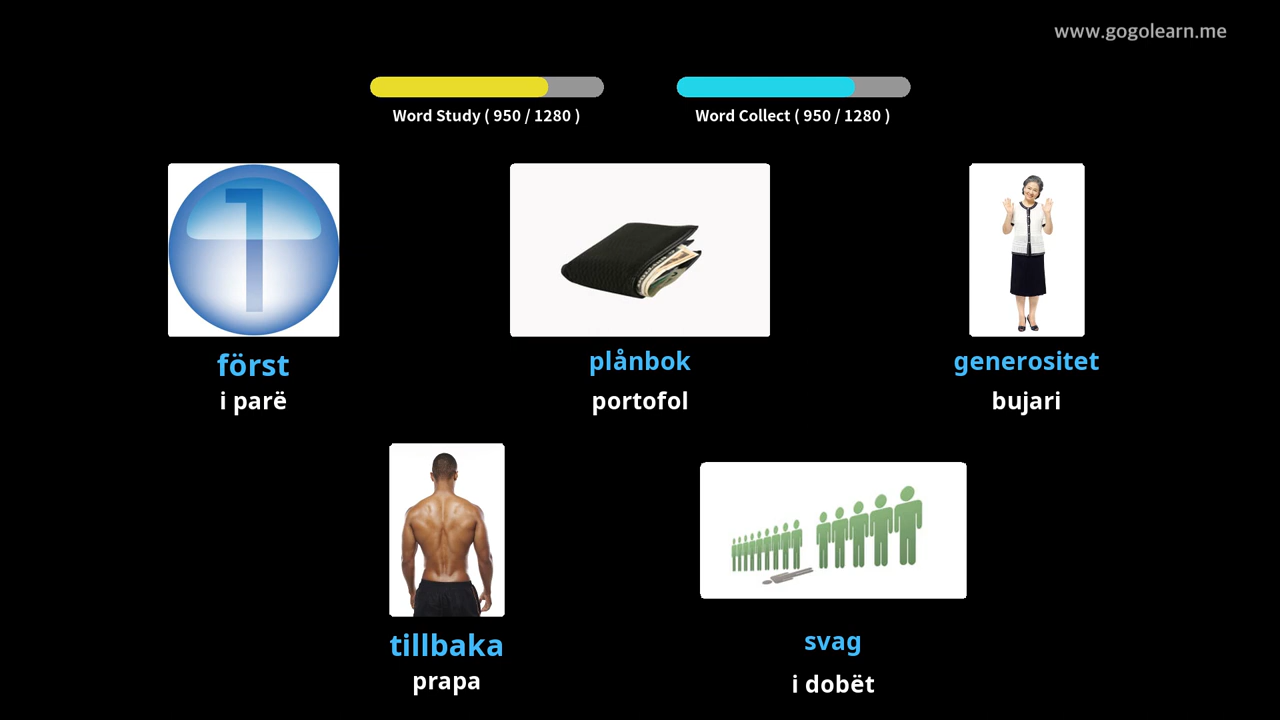 www.gogolearn.me
Word Study ( 950 / 1280 )
Word Collect ( 950 / 1280 )
1
först
i parë
plånbok
portofol
generositet
bujari
tillbaka
prapa
svag
i dobët